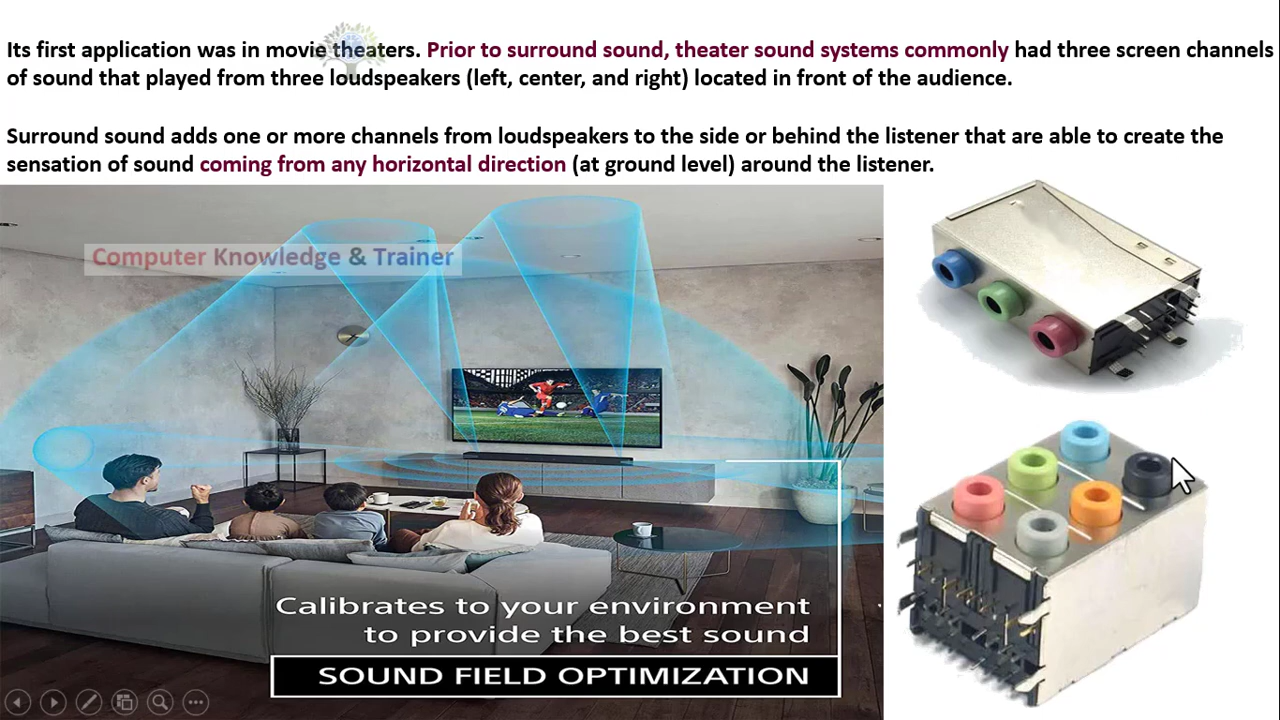 Its first application was in movie theaters. Prior to surround sound, theater sound systems commonly had three screen channels
of sound that played from three loudspeakers (left, center, and right) located in front of the audience.
Surround sound adds one or more channels from loudspeakers to the side or behind the listener that are able to create the
sensation of sound coming from any horizontal direction (at ground level) around the listener.
Computer Knowledge & Trainer
Calibrates to your environment
to provide the best sound
SOUND FIELD OPTIMIZATION